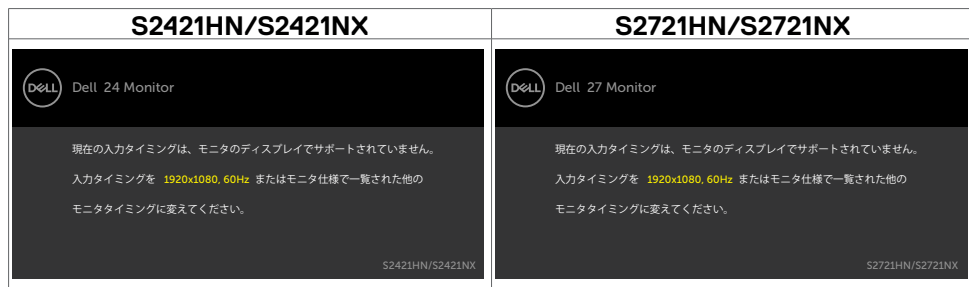 S2421HN/S2421NX
S2721HN/S2721NX
DELL
Dell 24 Monitor
現在の入力タイミングは、モニタのディスプレイでサポートされていません。
入力タイミングを 1920x1080, 60Hz またはモニタ仕様で一覧された他の
モニタタイミングに変えてください。
S2421HN/S2421NX
DELL
Dell 27 Monitor
現在の入力タイミングは、モニタのディスプレイでサポートされていません。
入力タイミングを 1920x1080, 60Hz またはモニタ仕様で一覧された他の
モニタタイミングに変えてください。
S2721HN/S2721NX